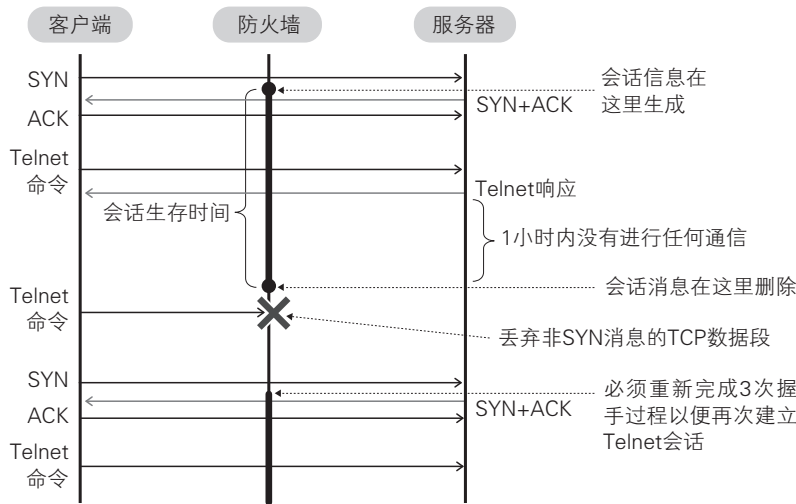 客户端
防火墙
服务器
SYN
会话信息在
这里生成
SYN+ACK
ACK
Telnet
命令
Telnet响应
会话生存时间
1小时内没有进行任何通信
会话消息在这里删除
Telnet
命令
丢弃非SYN消息的TCP数据段
SYN
必须重新完成3次握
手过程以便再次建立
Telnet会话
SYN+ACK
ACK
Telnet
命令